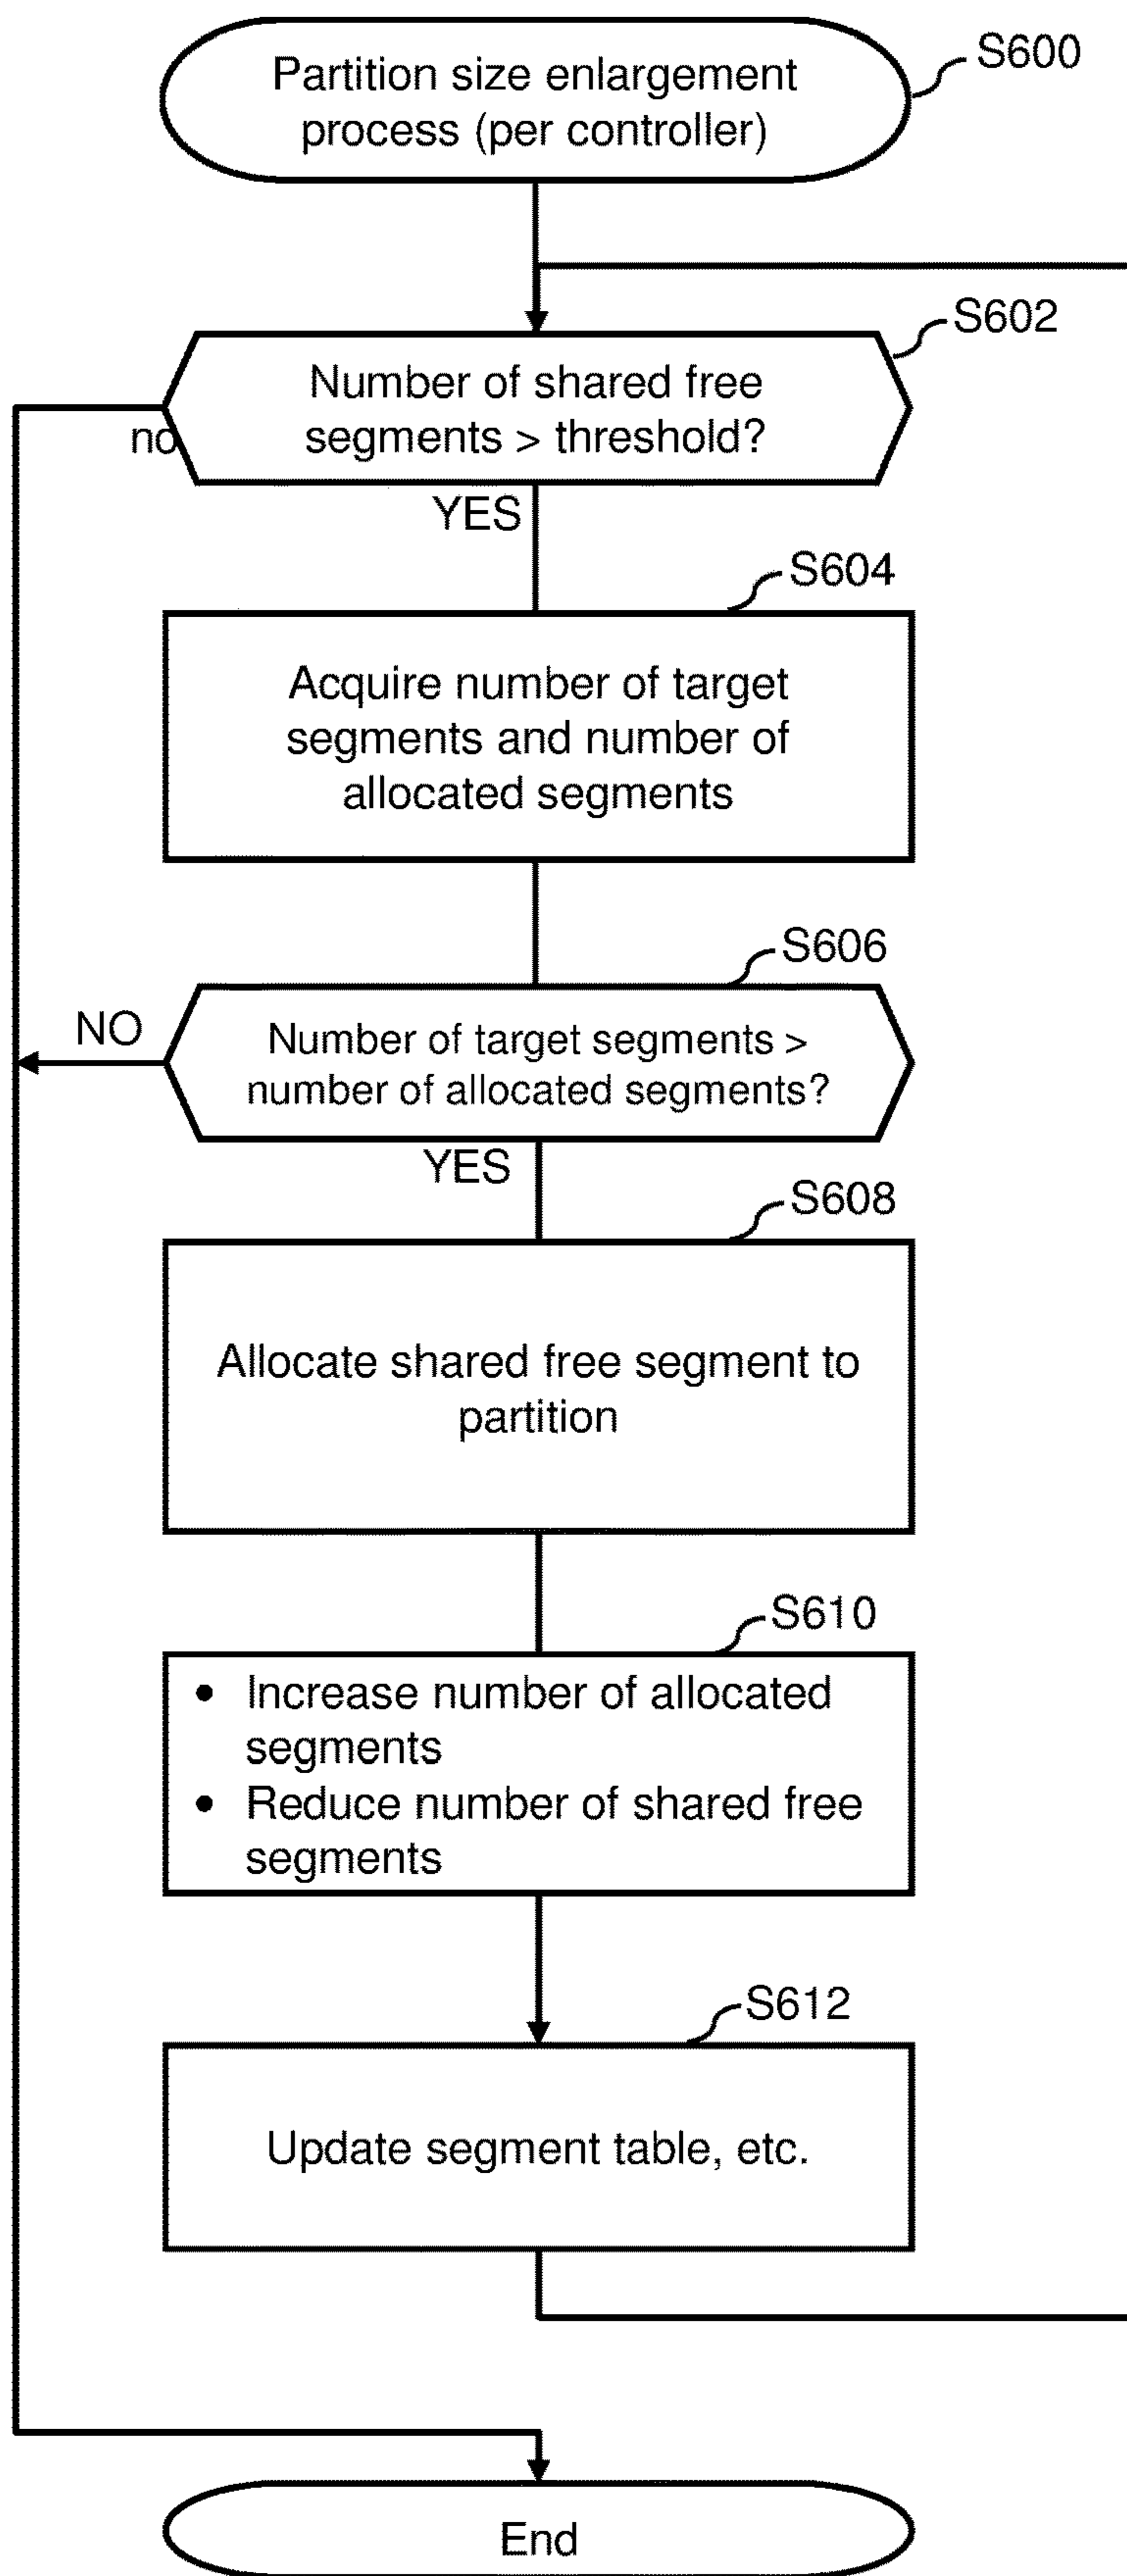 Partition size enlargement
process (per controller)
S600
S602
Number of shared free
segments > threshold?
no
YES
S604
Acquire number of target
segments and number of
allocated segments
S606
NO
Number of target segments >
number of allocated segments?
YES
S608
Allocate shared free segment to
partition
S610
• Increase number of allocated
segments
• Reduce number of shared free
segments
S612
Update segment table, etc.
End